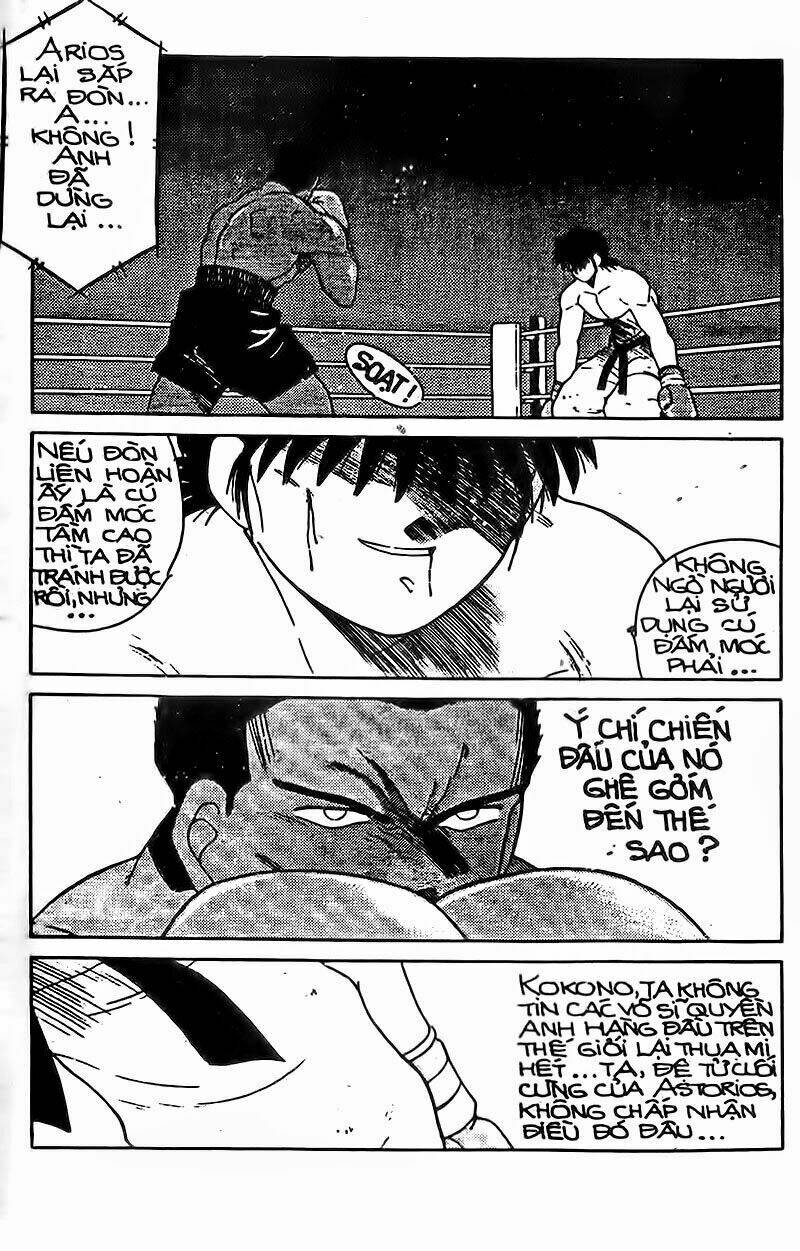 ARIOS
LẠI SẮP
RA ĐÒN...
A...
KHÔNG!
ANH
ĐÃ
DỪNG
LẠI...
SOẠT!
NẾU ĐÒN
LIÊN HOÀN
ẤY LÀ CÚ
ĐẤM MÓC
TẦM CAO
THÌ TA ĐÃ
TRÁNH ĐƯỢC
RỒI, NHƯNG
...
KHÔNG
NGỜ NGƯƠI
LẠI SỬ
DỤNG CÚ
ĐẤM MÓC
PHẢI...
Ý CHÍ CHIẾN
ĐẤU CỦA NÓ
GHÊ GỚM
ĐẾN THẾ
SAO?
KOKONO, TA KHÔNG
TIN CÁC VÕ SĨ QUYỀN
ANH HẠNG ĐẦU TRÊN
THẾ GIỚI LẠI THUA MI
HẾT... TA, ĐỆ TỬ CUỐI
CÙNG CỦA ASTORIOS,
KHÔNG CHẤP NHẬN
ĐIỀU ĐÓ ĐÂU...